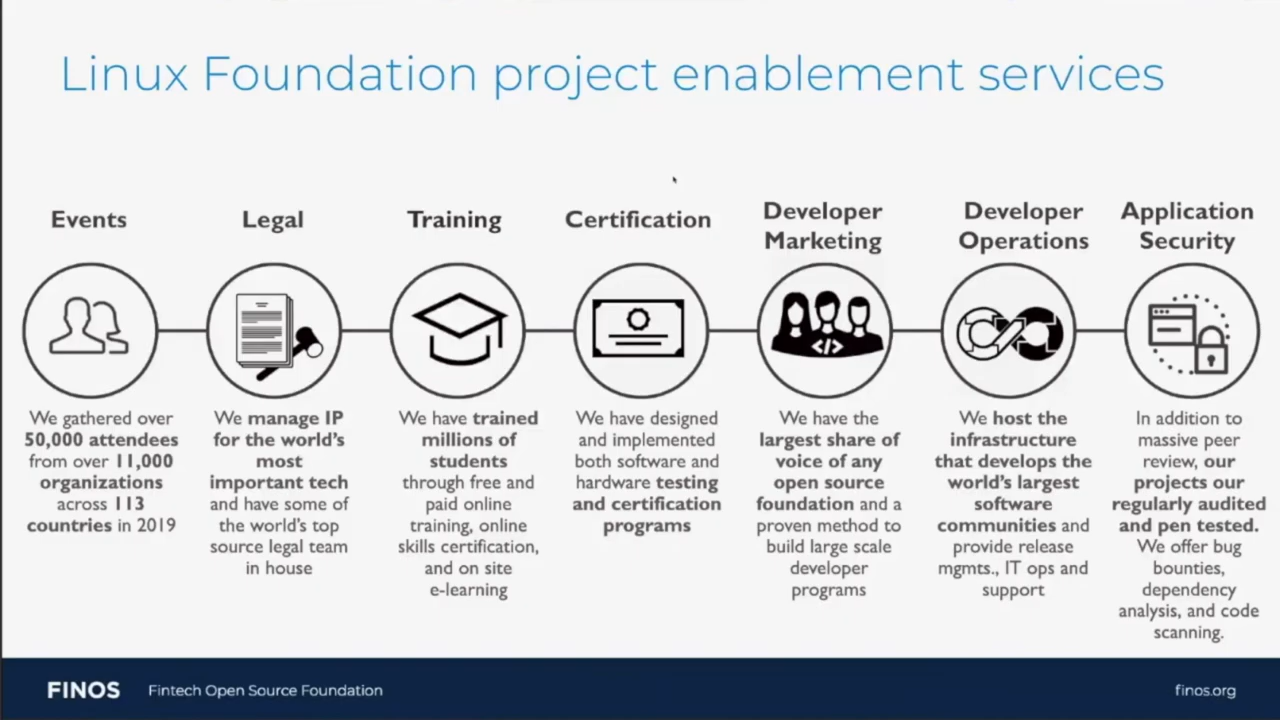 Linux Foundation project enablement services
Events
We gathered over
50,000 attendees
from over 11,000
organizations
across 113
countries in 2019
Legal
We manage IP
for the world's
most
important tech
and have some of
the world's top
source legal team
in house
Training
We have trained
millions of
students
through free and
paid online
training, online
skills certification,
and on site
e-learning
Certification
We have designed
and implemented
both software and
hardware testing
and certification
programs
Developer
Marketing
</>
We have the
largest share of
voice of any
open source
foundation and a
proven method to
build large scale
developer
programs
Developer
Operations
We host the
infrastructure
that develops the
world's largest
software
communities and
provide release
mgmts., IT ops and
support
Application
Security
In addition to
massive peer
review, our
projects our
regularly audited
and pen tested.
We offer bug
bounties,
dependency
analysis, and code
scanning.
FINOS Fintech Open Source Foundation
finos.org